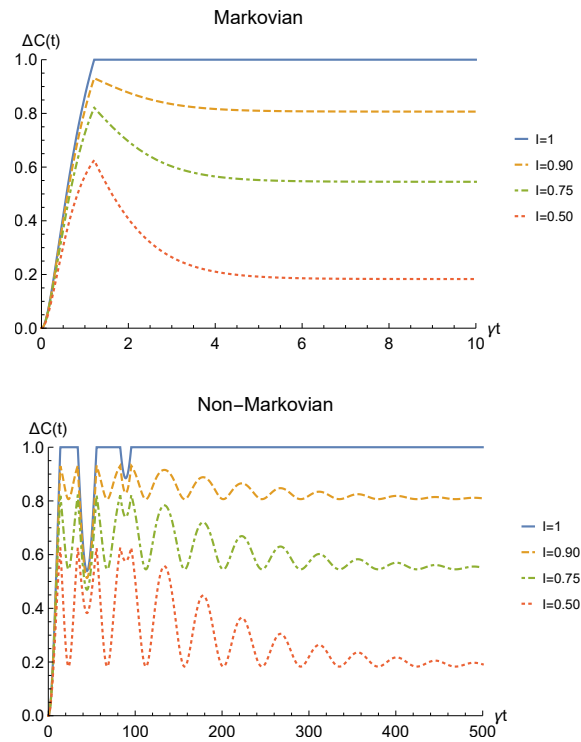 Markovian
ΔC(t)
1.0
0.8
0.6
0.4
0.2
0.0
0 2 4 6 8 10
γt
I=1
I=0.90
I=0.75
I=0.50
Non-Markovian
ΔC(t)
1.0
0.8
0.6
0.4
0.2
0.0
0 100 200 300 400 500
γt
I=1
I=0.90
I=0.75
I=0.50